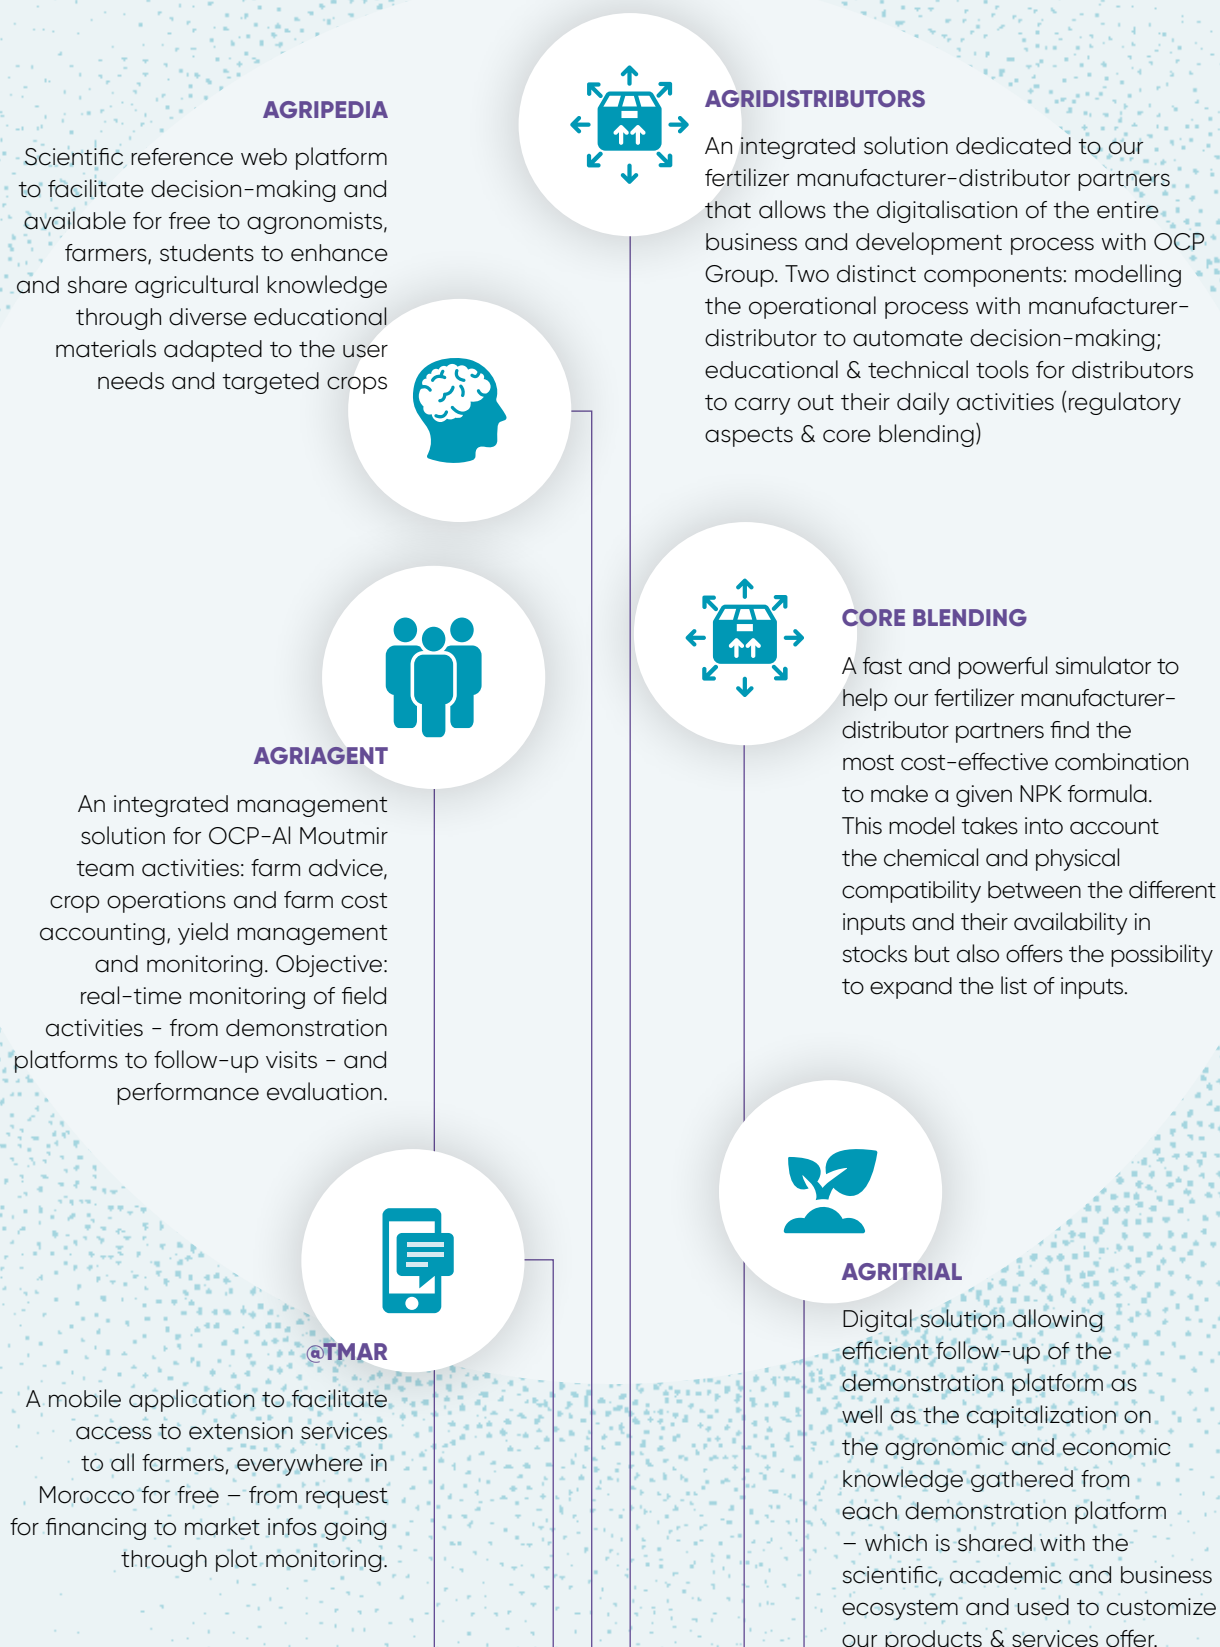 AGRIPEDIA
Scientific reference web platform
to facilitate decision-making and
available for free to agronomists,
farmers, students to enhance
and share agricultural knowledge
through diverse educational
materials adapted to the user
needs and targeted crops
AGRIDISTRIBUTORS
An integrated solution dedicated to our
fertilizer manufacturer-distributor partners
that allows the digitalisation of the entire
business and development process with OCP
Group. Two distinct components: modelling
the operational process with manufacturer-
distributor to automate decision-making;
educational & technical tools for distributors
to carry out their daily activities (regulatory
aspects & core blending)
AGRIAGENT
An integrated management
solution for OCP-Al Moutmir
team activities: farm advice,
crop operations and farm cost
accounting, yield management
and monitoring. Objective:
real-time monitoring of field
activities - from demonstration
platforms to follow-up visits - and
performance evaluation.
CORE BLENDING
A fast and powerful simulator to
help our fertilizer manufacturer-
distributor partners find the
most cost-effective combination
to make a given NPK formula.
This model takes into account
the chemical and physical
compatibility between the different
inputs and their availability in
stocks but also offers the possibility
to expand the list of inputs.
@TMAR
A mobile application to facilitate
access to extension services
to all farmers, everywhere in
Morocco for free – from request
for financing to market infos going
through plot monitoring.
AGRITRIAL
Digital solution allowing
efficient follow-up of the
demonstration platform as
well as the capitalization on
the agronomic and economic
knowledge gathered from
each demonstration platform
– which is shared with the
scientific, academic and business
ecosystem and used to customize
our products & services offer.